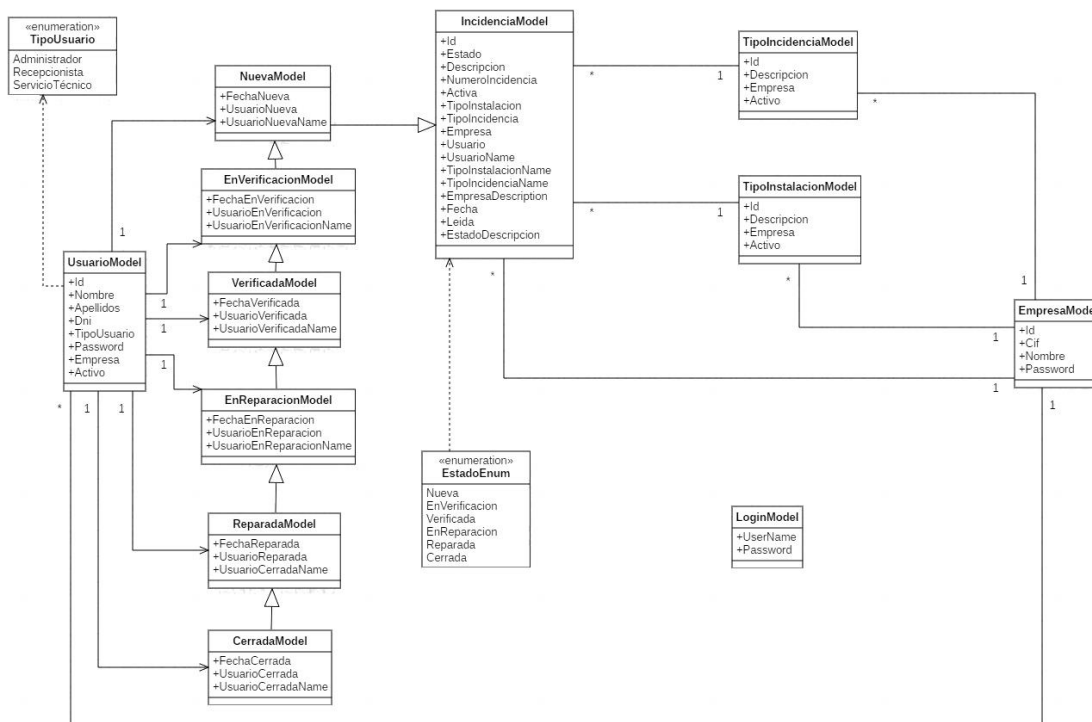 «enumeration»
TipoUsuario
Administrador
Recepcionista
ServicioTécnico
NuevaModel
+FechaNueva
+UsuarioNueva
+UsuarioNuevaName
EnVerificacionModel
+FechaEnVerificacion
+UsuarioEnVerificacion
+UsuarioEnVerificacionName
UsuarioModel
+Id
+Nombre
+Apellidos
+Dni
+TipoUsuario
+Password
+Empresa
+Activo
VerificadaModel
+FechaVerificada
+UsuarioVerificada
+UsuarioVerificadaName
EnReparacionModel
+FechaEnReparacion
+UsuarioEnReparacion
+UsuarioEnReparacionName
ReparadaModel
+FechaReparada
+UsuarioReparada
+UsuarioCerradaName
CerradaModel
+FechaCerrada
+UsuarioCerrada
+UsuarioCerradaName
1
1
1
1
* 1 1
IncidenciaModel
+Id
+Estado
+Descripcion
+NumeroIncidencia
+Activa
+TipoInstalacion
+TipoIncidencia
+Empresa
+Usuario
+UsuarioName
+TipoInstalacionName
+TipoIncidenciaName
+EmpresaDescription
+Fecha
+Leida
+EstadoDescripcion
* 1
* 1
*
«enumeration»
EstadoEnum
Nueva
EnVerificacion
Verificada
EnReparacion
Reparada
Cerrada
TipoIncidenciaModel
+Id
+Descripcion
+Empresa
+Activo
*
TipoInstalacionModel
+Id
+Descripcion
+Empresa
+Activo
*
1
1
1
1
EmpresaModel
+Id
+Cif
+Nombre
+Password
LoginModel
+UserName
+Password